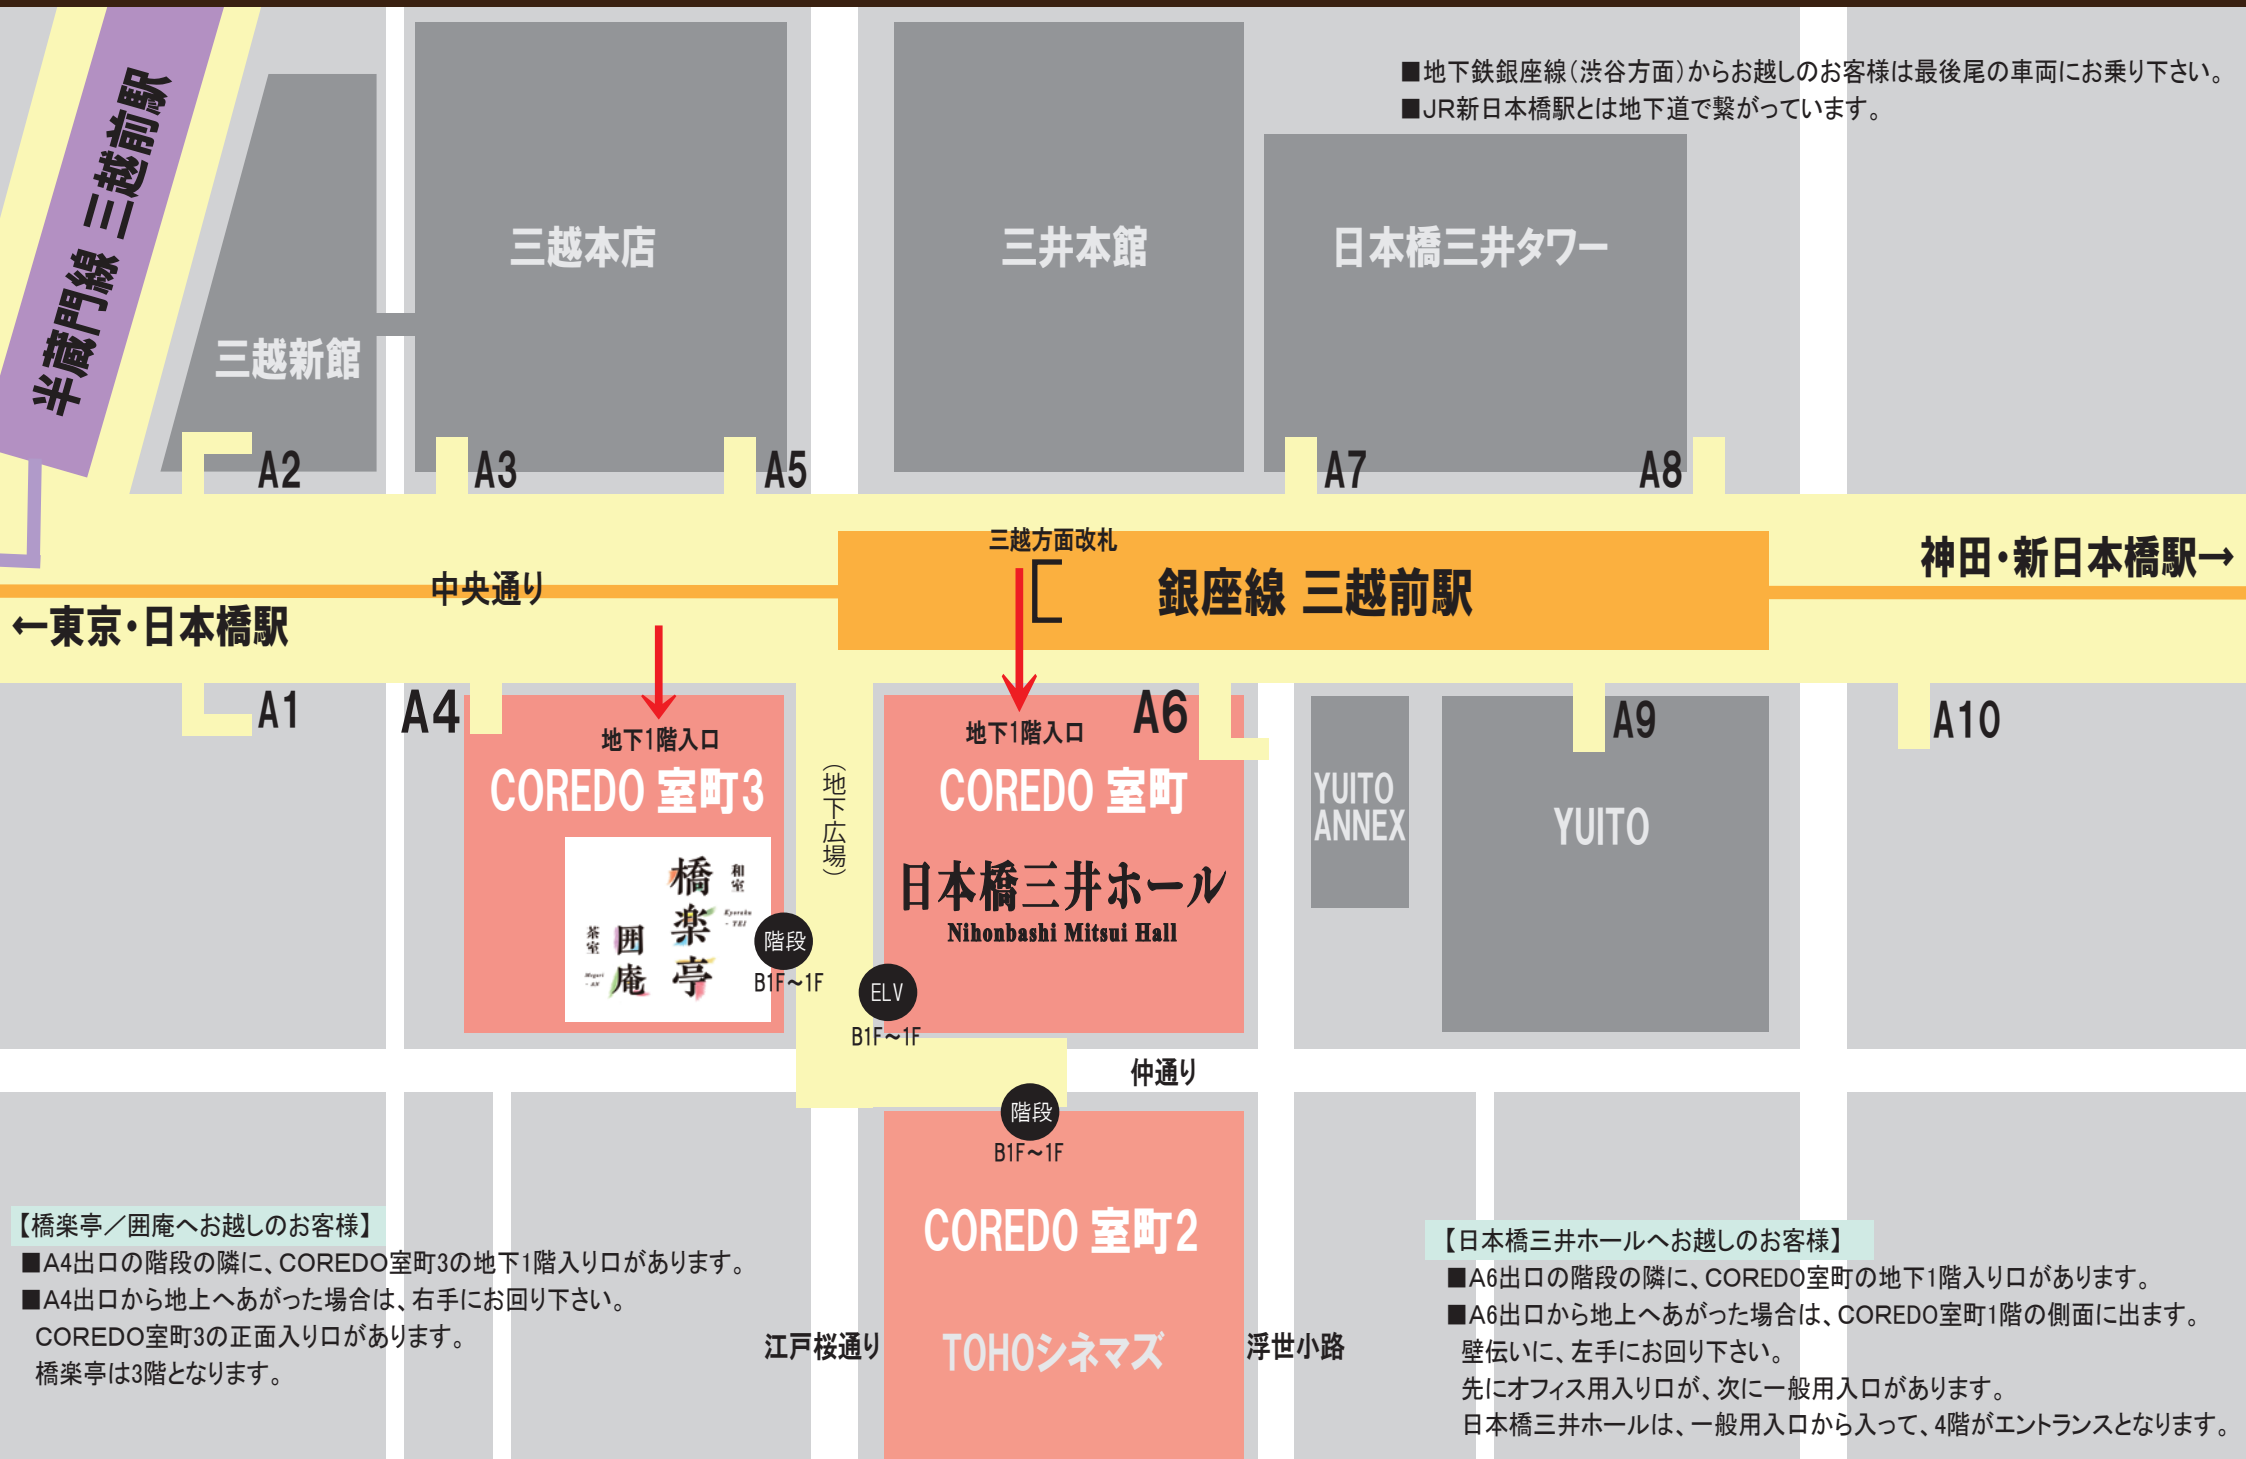 ■地下鉄銀座線（渋谷方面）からお越しのお客様は最後尾の車両にお乗り下さい。
■JR新日本橋駅とは地下道で繋がっています。
半蔵門線 三越前駅
三越新館
三越本店
三井本館
日本橋三井タワー
A2
A3
A5
A7
A8
三越方面改札
銀座線 三越前駅
中央通り
神田・新日本橋駅→
←東京・日本橋駅
A1
A4
A6
A9
A10
地下1階入口
COREDO 室町3
（地下広場）
地下1階入口
COREDO 室町
日本橋三井ホール
Nihonbashi Mitsui Hall
YUITO
ANNEX
YUITO
和室
橋楽亭
Kyoraku
- TEI
茶室
囲庵
Meguri
- AN
階段
B1F～1F
ELV
B1F～1F
仲通り
階段
B1F～1F
COREDO 室町2
TOHOシネマズ
江戸桜通り
浮世小路
【橋楽亭／囲庵へお越しのお客様】
■A4出口の階段の隣に、COREDO室町3の地下1階入り口があります。
■A4出口から地上へあがった場合は、右手にお回り下さい。
COREDO室町3の正面入り口があります。
橋楽亭は3階となります。
【日本橋三井ホールへお越しのお客様】
■A6出口の階段の隣に、COREDO室町の地下1階入り口があります。
■A6出口から地上へあがった場合は、COREDO室町1階の側面に出ます。
壁伝いに、左手にお回り下さい。
先にオフィス用入り口が、次に一般用入口があります。
日本橋三井ホールは、一般用入口から入って、4階がエントランスとなります。